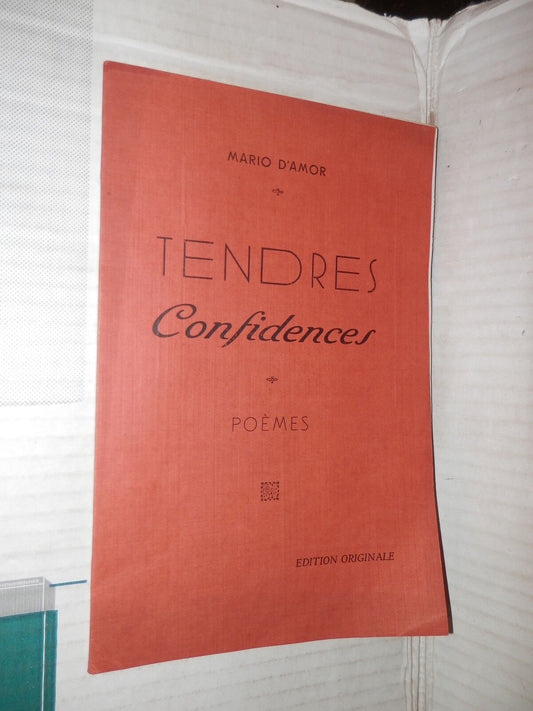 MARIO D'AMOR
TENDRES
Confidences
POÈMES
EDITION ORIGINALE